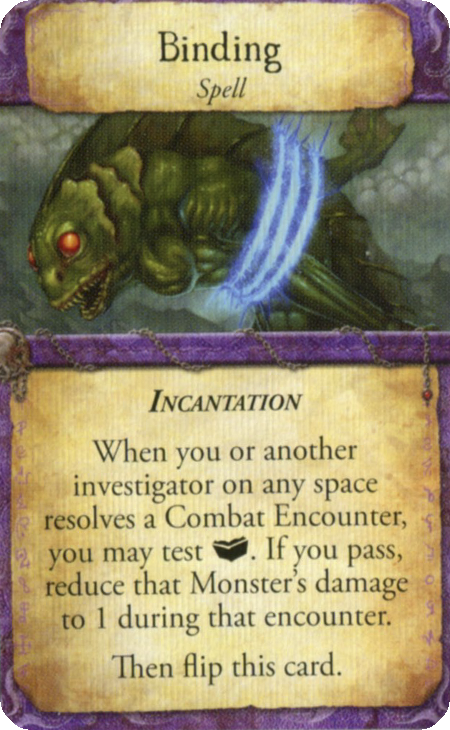 Binding
Spell
Incantation
When you or another
investigator on any space
resolves a Combat Encounter,
you may test . If you pass,
reduce that Monster's damage
to 1 during that encounter.
Then flip this card.